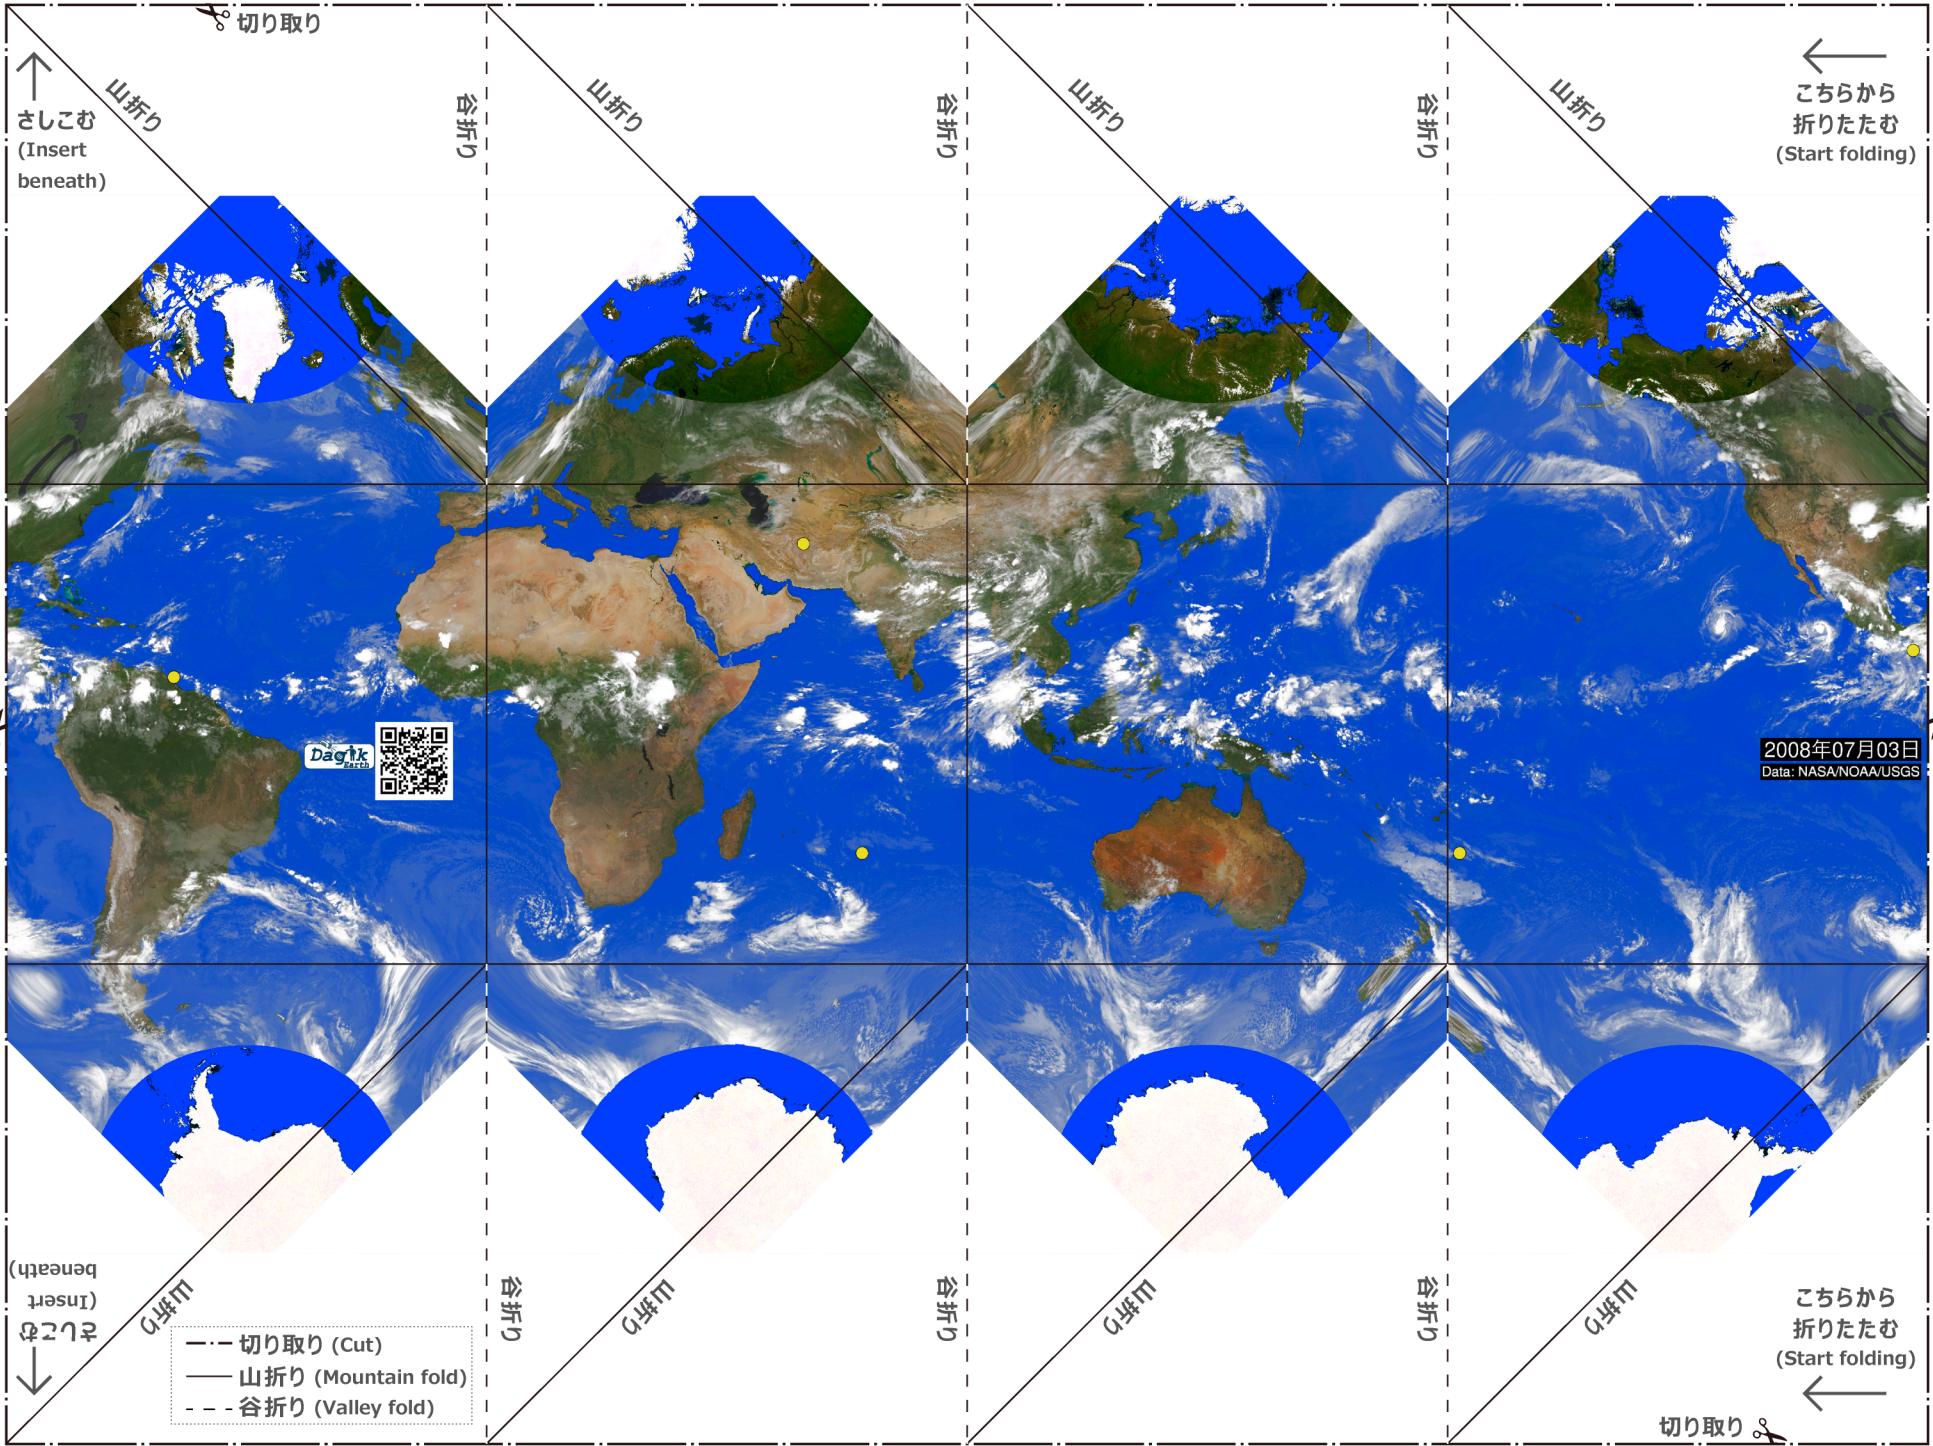 切り取り
さしこむ
(Insert
beneath)
山折り
谷折り
山折り
谷折り
山折り
谷折り
山折り
こちらから
折りたたむ
(Start folding)
Dagik
Earth
2008年07月03日
Data: NASA/NOAA/USGS
さしこむ
(Insert
beneath)
山折り
谷折り
山折り
谷折り
山折り
谷折り
山折り
こちらから
折りたたむ
(Start folding)
切り取り (Cut)
山折り (Mountain fold)
谷折り (Valley fold)
切り取り